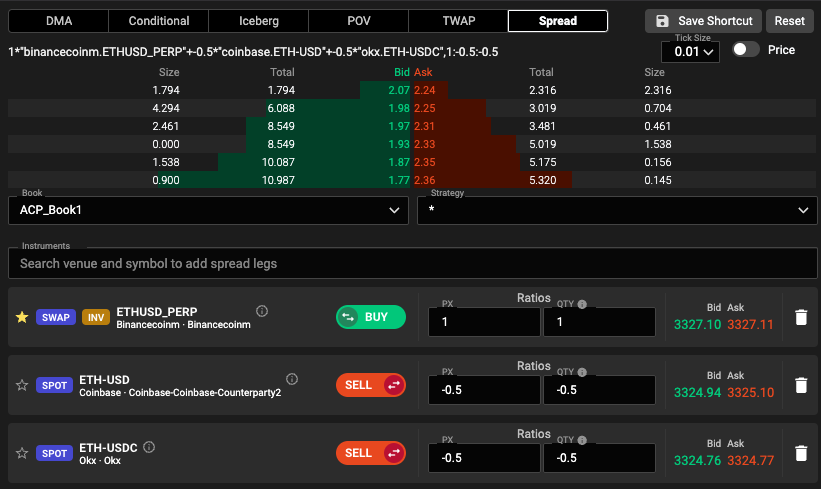 DMA Conditional Iceberg POV TWAP Spread Save Shortcut Reset
1*"binancecoinm.ETHUSD_PERP"+-0.5*"coinbase.ETH-USD"+-0.5*"okx.ETH-USDC",1:-0.5:-0.5 Tick Size 0.01 Price
Size Total Bid Ask Total Size
1.794 1.794 2.07 2.24 2.316 2.316
4.294 6.088 1.98 2.25 3.019 0.704
2.461 8.549 1.97 2.31 3.481 0.461
0.000 8.549 1.93 2.33 5.019 1.538
1.538 10.087 1.87 2.35 5.175 0.156
0.900 10.987 1.77 2.36 5.320 0.145
Book Strategy
ACP_Book1 *
Instruments
Search venue and symbol to add spread legs
Ratios
SWAP INV ETHUSD_PERP BUY PX QTY Bid Ask
Binancecoinm · Binancecoinm 1 1 3327.10 3327.11
Ratios
SPOT ETH-USD SELL PX QTY Bid Ask
Coinbase · Coinbase-Coinbase-Counterparty2 -0.5 -0.5 3324.94 3325.10
Ratios
SPOT ETH-USDC SELL PX QTY Bid Ask
Okx · Okx -0.5 -0.5 3324.76 3324.77